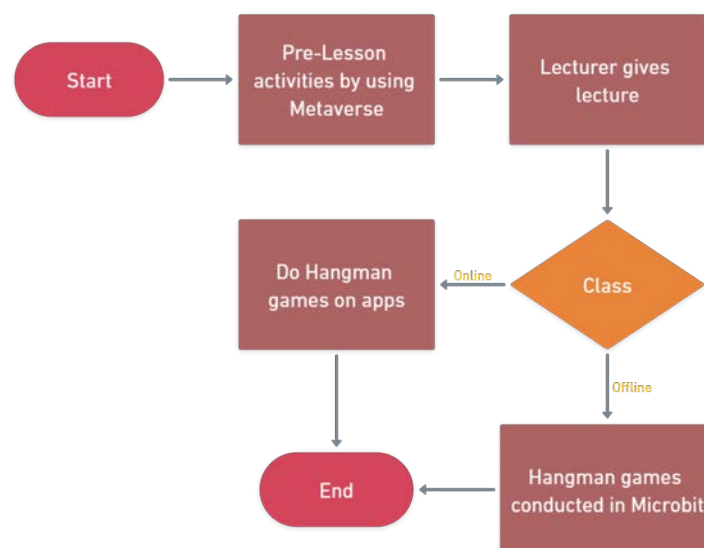 Start
Pre-Lesson
activities by using
Metaverse
Lecturer gives
lecture
Class
Online
Do Hangman
games on apps
Offline
Hangman games
conducted in Microbit
End